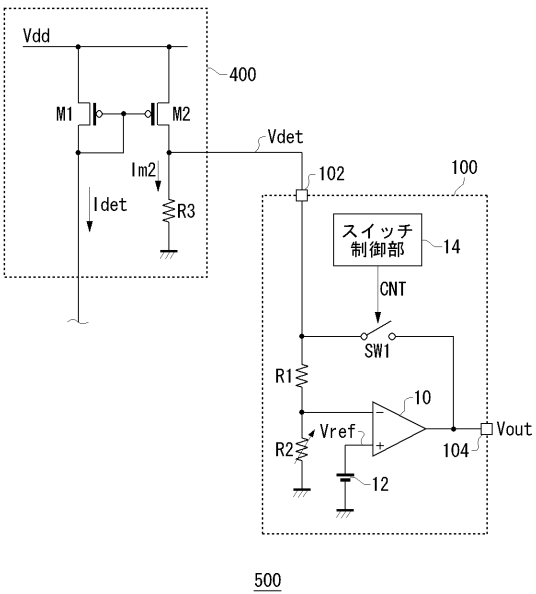 Vdd
400
M1
M2
Vdet
Im2
102
100
Idet
R3
スイッチ
制御部
14
CNT
SW1
R1
10
−
Vref
R2
+
Vout
104
12
500